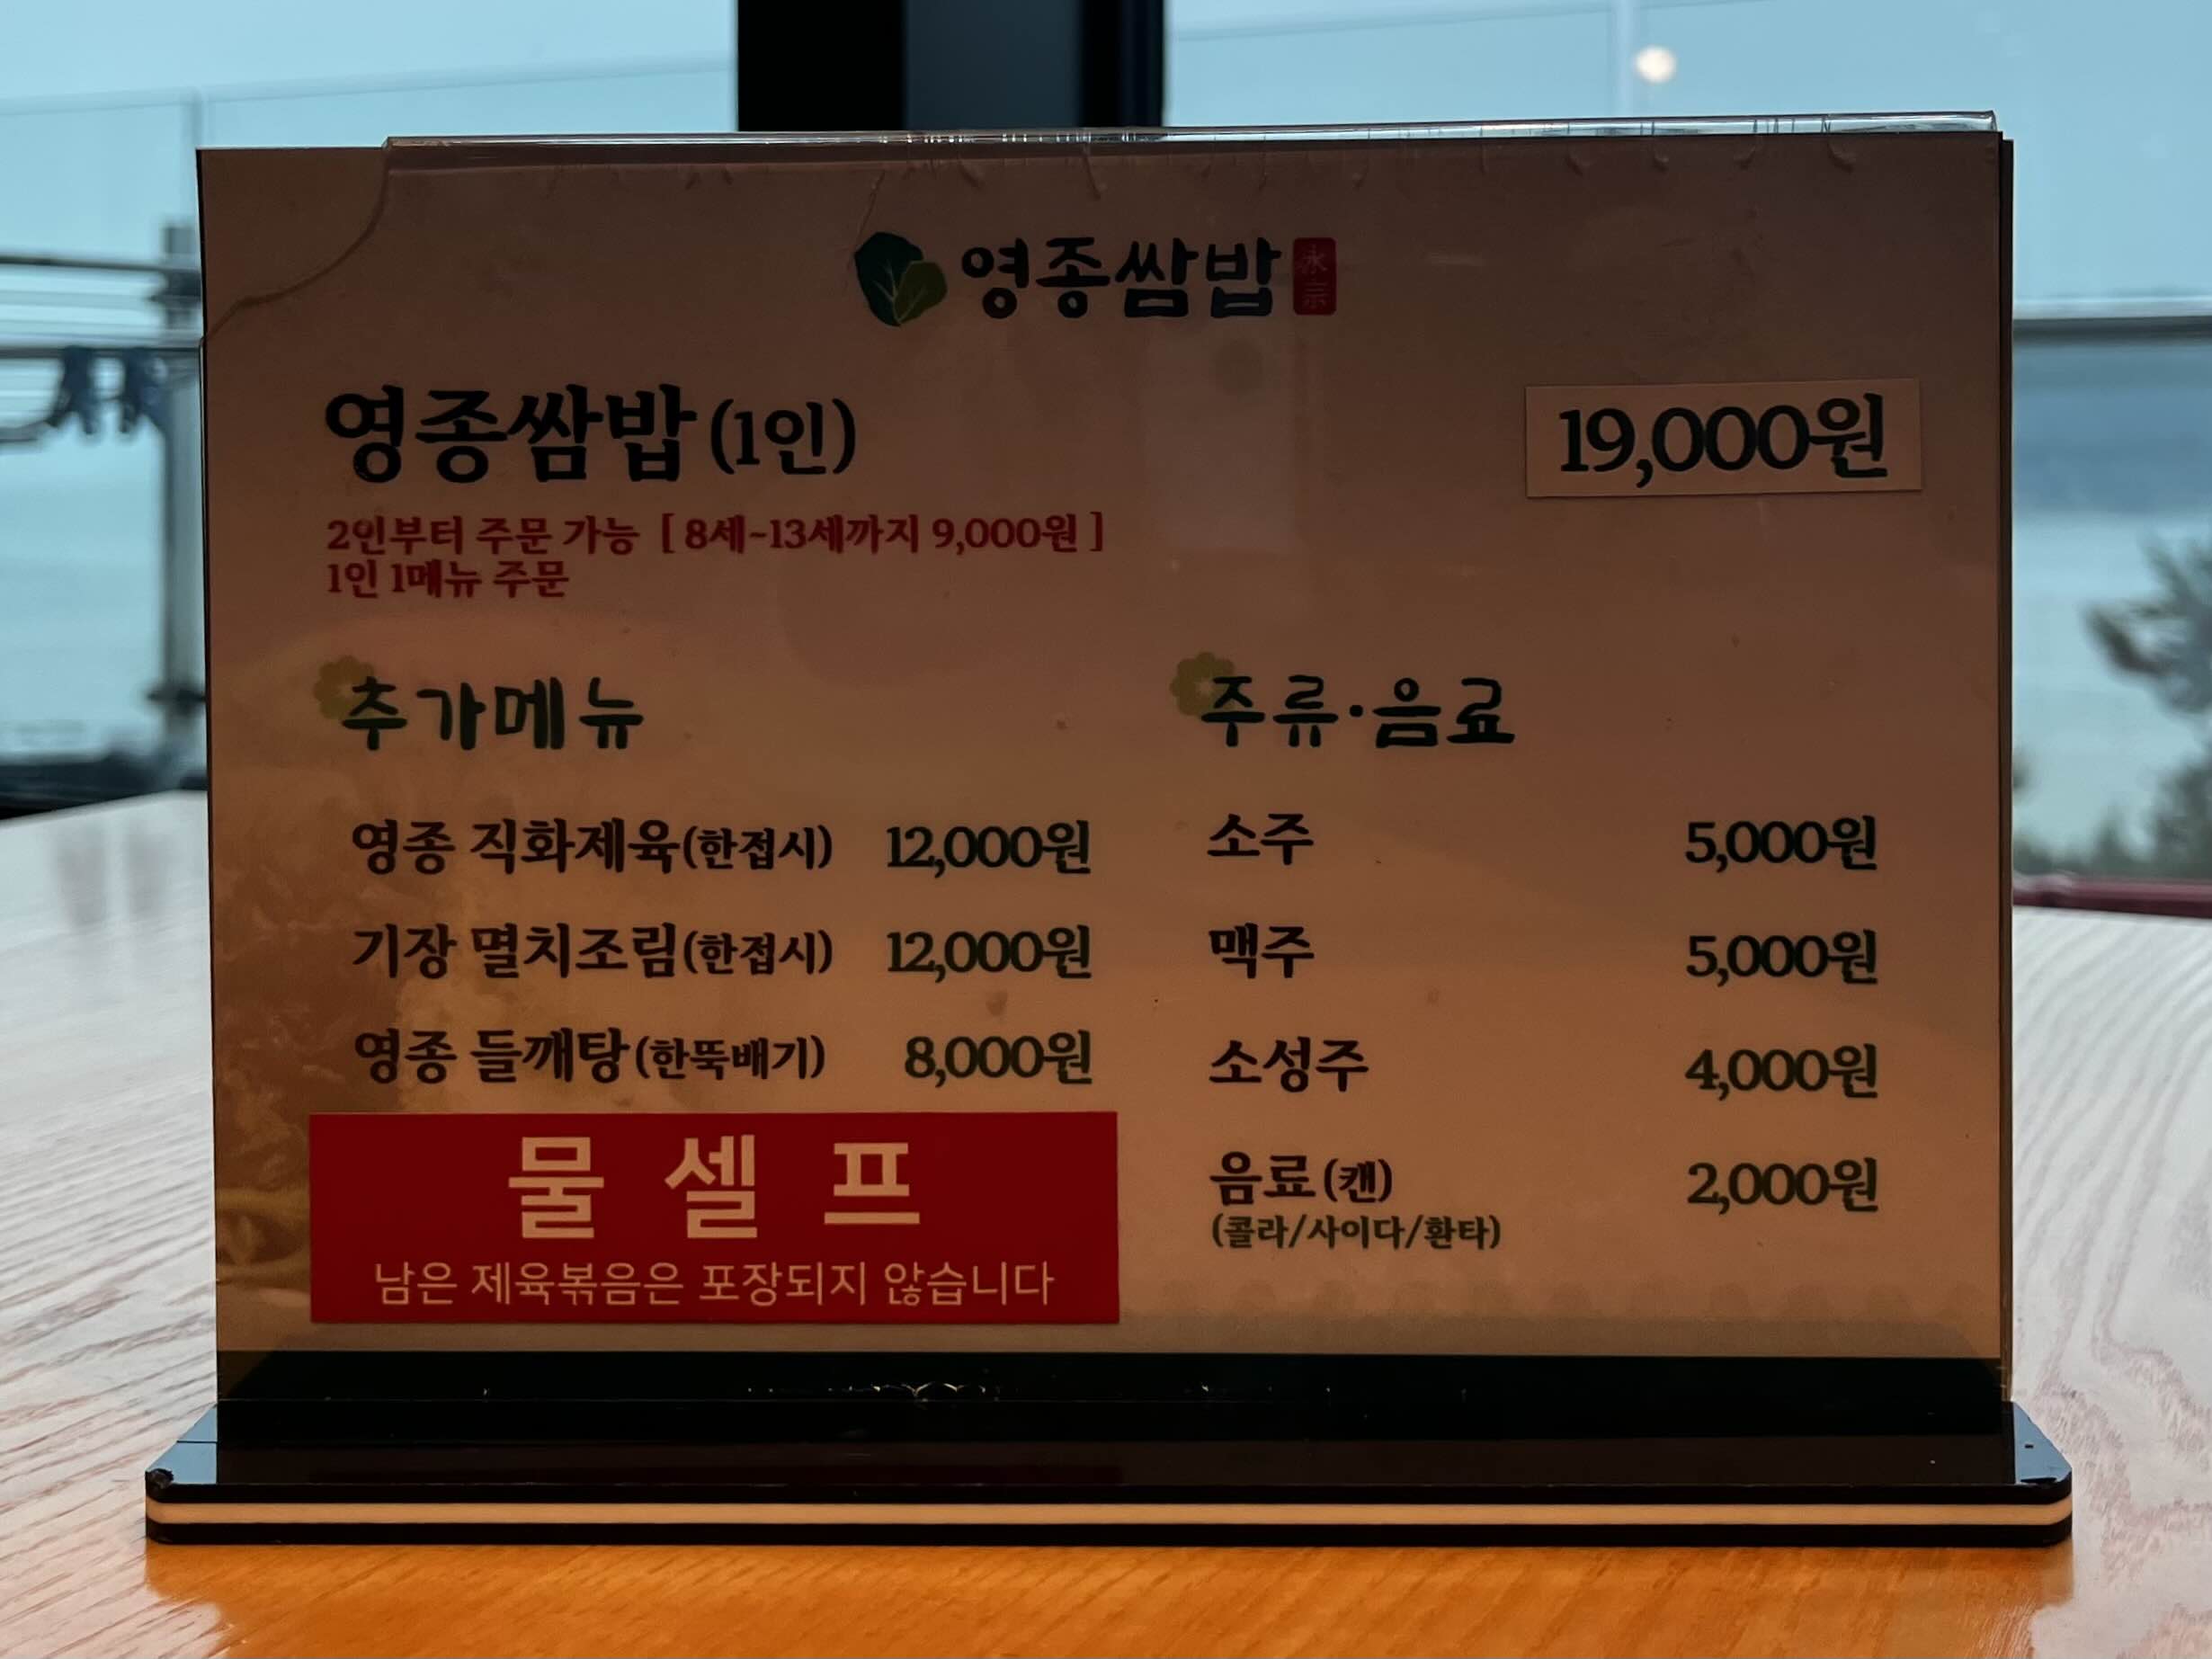 영종쌈밥 永宗
영종쌈밥(1인) 19,000원
2인부터 주문 가능 [ 8세~13세까지 9,000원 ]
1인 1메뉴 주문
추가메뉴
영종 직화제육(한접시) 12,000원
기장 멸치조림(한접시) 12,000원
영종 들깨탕(한뚝배기) 8,000원
물 셀 프
남은 제육볶음은 포장되지 않습니다
주류·음료
소주 5,000원
맥주 5,000원
소성주 4,000원
음료(캔) 2,000원
(콜라/사이다/환타)